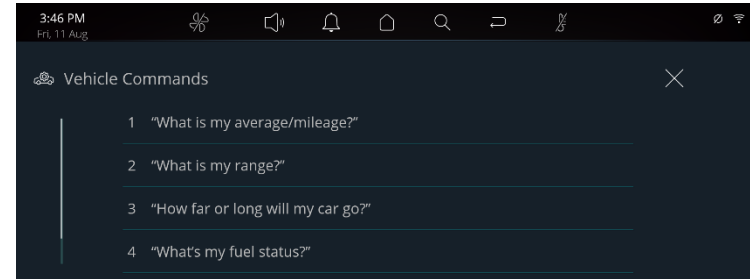 3:46 PM
Fri, 11 Aug
Vehicle Commands
1 “What is my average/mileage?”
2 “What is my range?”
3 “How far or long will my car go?”
4 “What’s my fuel status?”